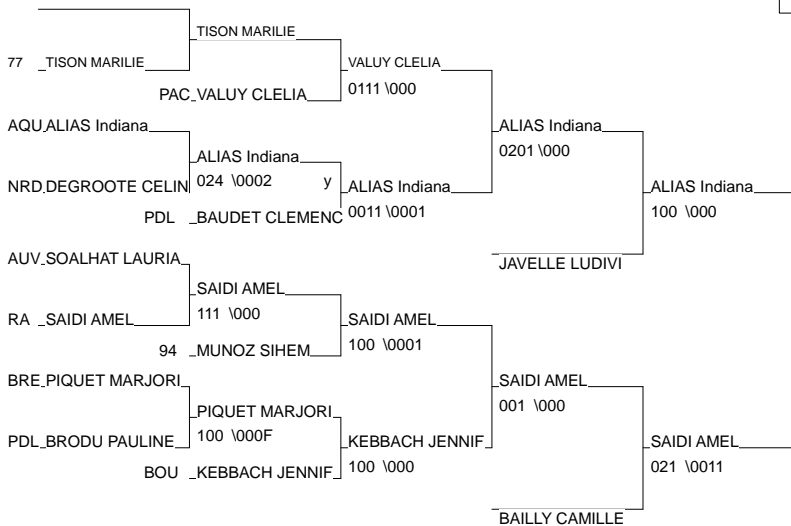 TISON MARILIE
77 TISON MARILIE
VALUY CLELIA
PAC VALUY CLELIA
0111 \000
AQU ALIAS Indiana
ALIAS Indiana
0201 \000
ALIAS Indiana
024 \0002 y
NRD DEGROOTE CELIN
ALIAS Indiana
0011 \0001
ALIAS Indiana
100 \000
PDL BAUDET CLEMENC
AUV SOALHAT LAURIA
JAVELLE LUDIVI
SAIDI AMEL
111 \000
RA SAIDI AMEL
SAIDI AMEL
100 \0001
94 MUNOZ SIHEM
BRE PIQUET MARJORI
SAIDI AMEL
001 \000
PIQUET MARJORI
100 \000F
PDL BRODU PAULINE
KEBBACH JENNIF
100 \000
SAIDI AMEL
021 \0011
BOU KEBBACH JENNIF
BAILLY CAMILLE